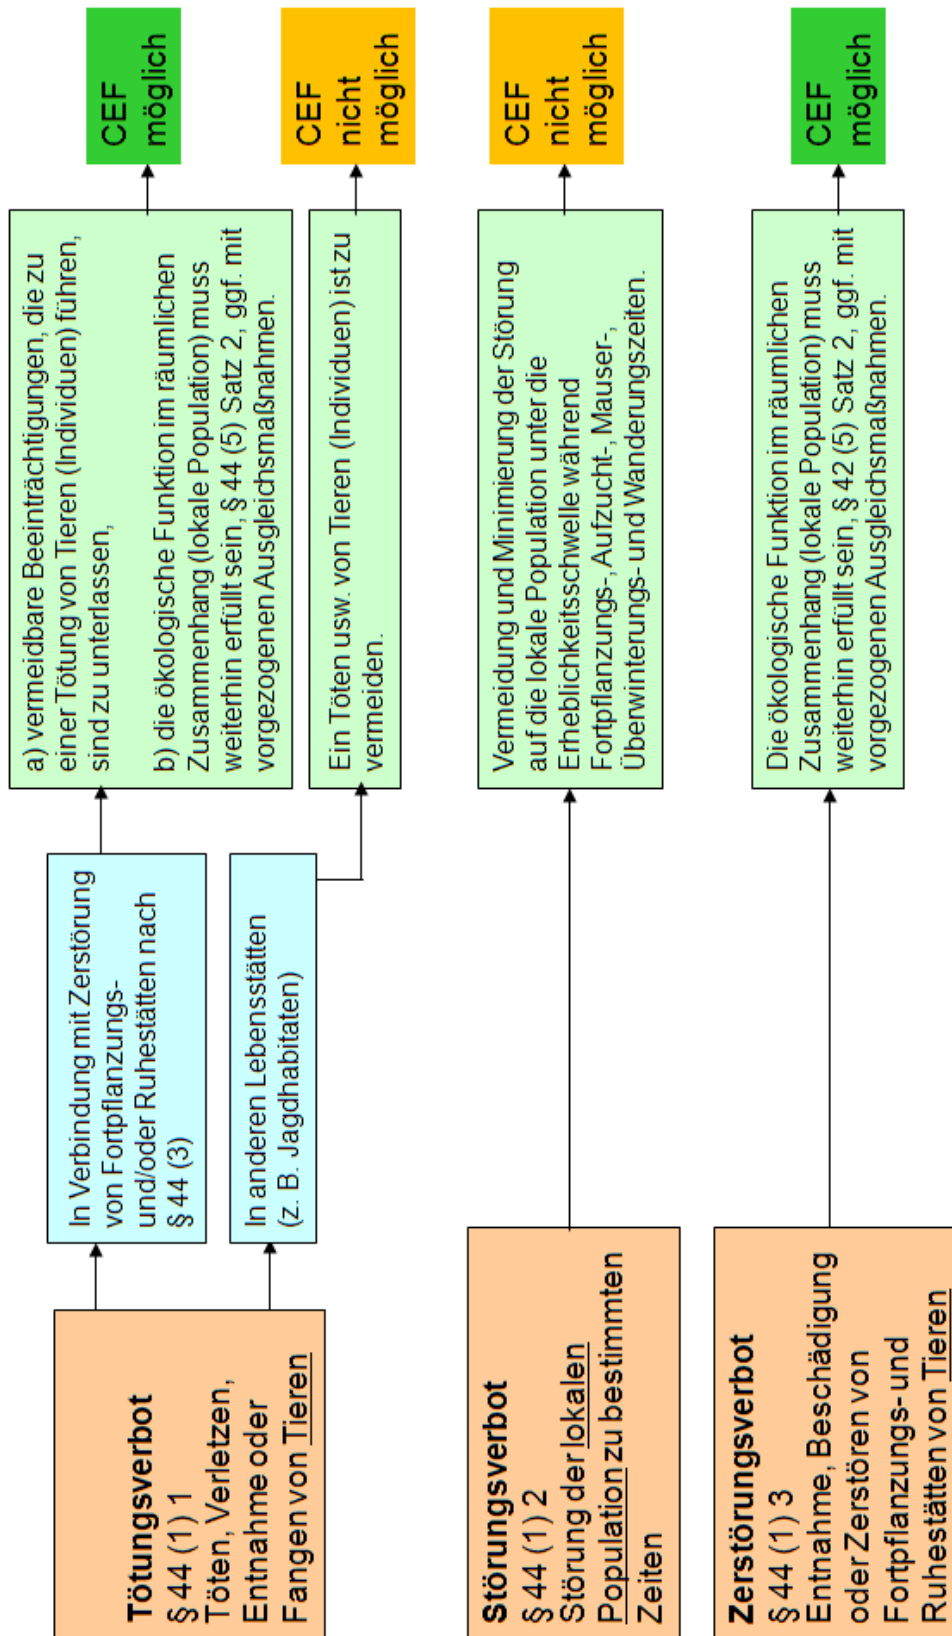 Tötungsverbot
§ 44 (1) 1
Töten, Verletzen,
Entnahme oder
Fangen von Tieren
In Verbindung mit Zerstörung
von Fortpflanzungs-
und/oder Ruhestätten nach
§ 44 (3)
a) vermeidbare Beeinträchtigungen, die zu
einer Tötung von Tieren (Individuen) führen,
sind zu unterlassen,
b) die ökologische Funktion im räumlichen
Zusammenhang (lokale Population) muss
weiterhin erfüllt sein, § 44 (5) Satz 2, ggf. mit
vorgezogenen Ausgleichsmaßnahmen.
CEF
möglich
In anderen Lebensstätten
(z. B. Jagdhabitaten)
Ein Töten usw. von Tieren (Individuen) ist zu
vermeiden.
CEF
nicht
möglich
Störungsverbot
§ 44 (1) 2
Störung der lokalen
Population zu bestimmten
Zeiten
Vermeidung und Minimierung der Störung
auf die lokale Population unter die
Erheblichkeitsschwelle während
Fortpflanzungs-, Aufzucht-, Mauser-,
Überwinterungs- und Wanderungszeiten.
CEF
nicht
möglich
Zerstörungsverbot
§ 44 (1) 3
Entnahme, Beschädigung
oder Zerstören von
Fortpflanzungs- und
Ruhestätten von Tieren
Die ökologische Funktion im räumlichen
Zusammenhang (lokale Population) muss
weiterhin erfüllt sein, § 42 (5) Satz 2, ggf. mit
vorgezogenen Ausgleichsmaßnahmen.
CEF
möglich